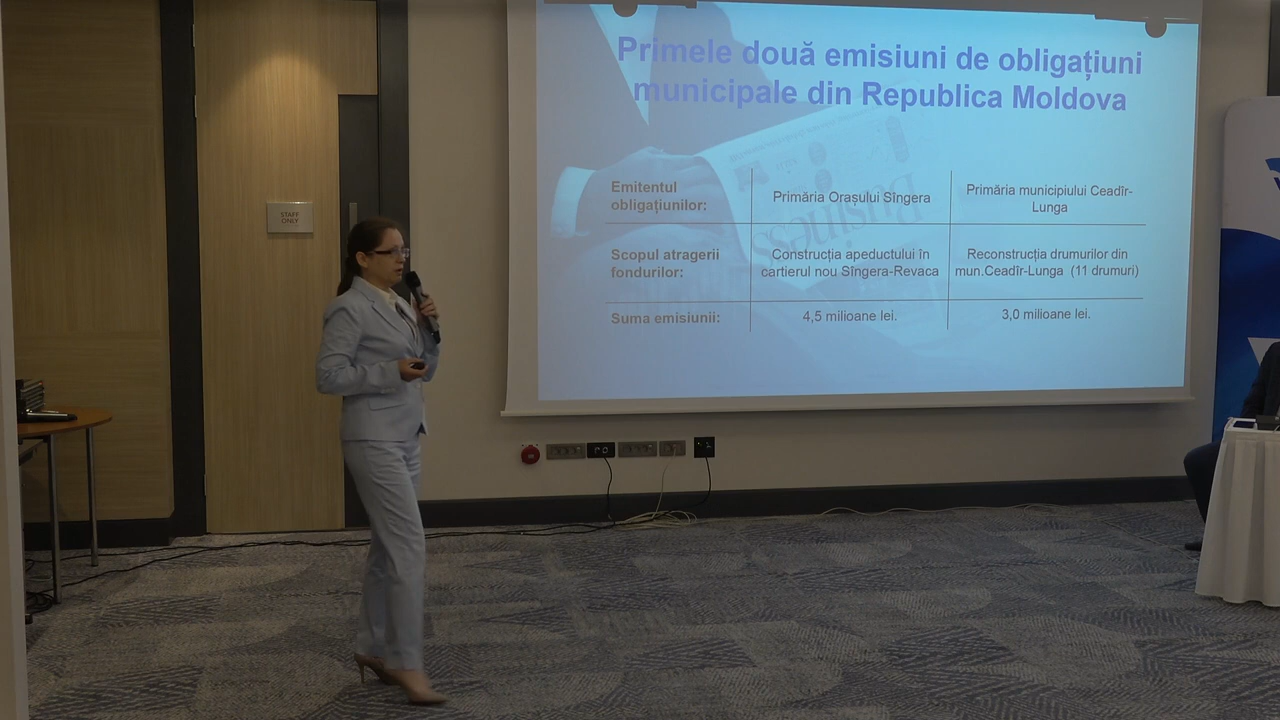 STAFF
ONLY
Primele două emisiuni de obligațiuni
municipale din Republica Moldova
Emitentul
obligațiunilor:
Primăria Orașului Sîngera
Primăria municipiului Ceadîr-
Lunga
Scopul atragerii
fondurilor:
Construcția apeductului în
cartierul nou Sîngera-Revaca
Reconstrucția drumurilor din
mun.Ceadîr-Lunga (11 drumuri)
Suma emisiunii:
4,5 milioane lei.
3,0 milioane lei.
Business